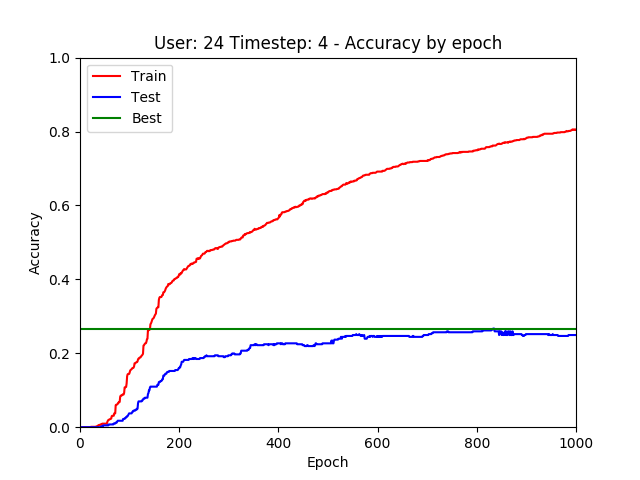 User: 24 Timestep: 4 - Accuracy by epoch
Train
Test
Best
Accuracy
1.0
0.8
0.6
0.4
0.2
0.0
0 200 400 600 800 1000
Epoch